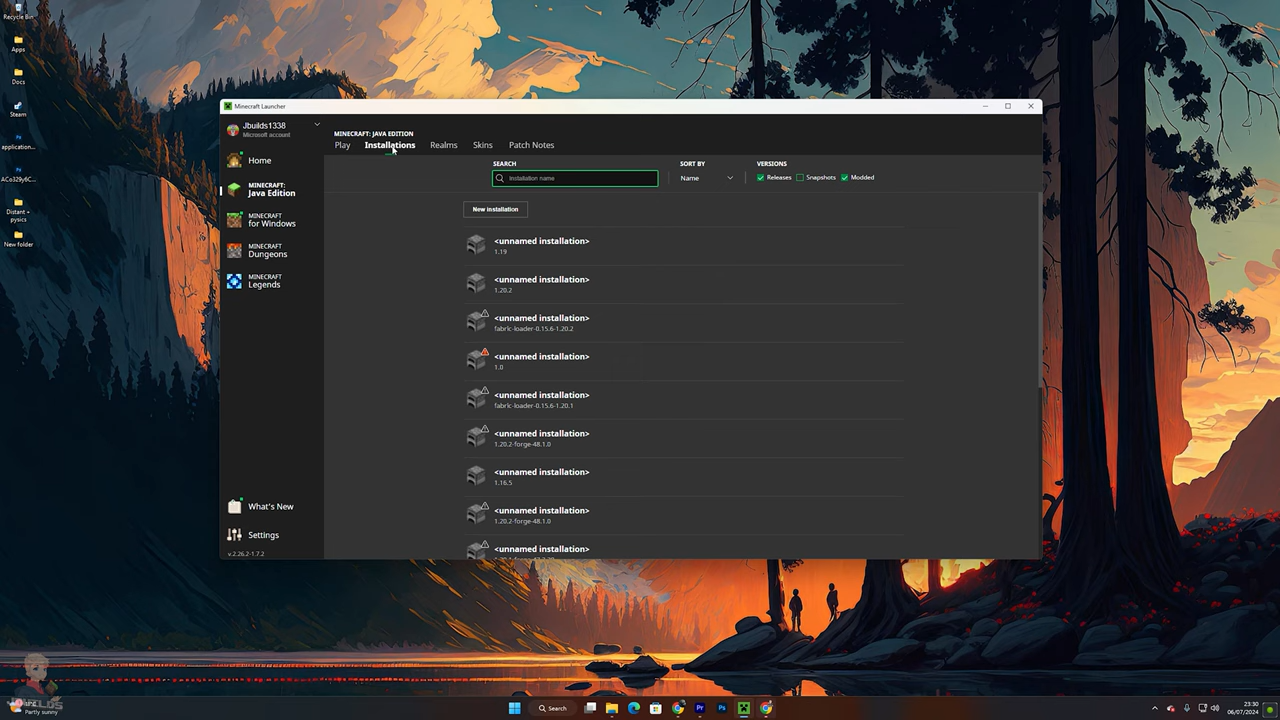 Recycle Bin
Apps
Docs
Steam
application...
ACo329y6C...
Distant +
pysics
New folder
Minecraft Launcher
Jbuilds1338
Microsoft account
Home
MINECRAFT:
Java Edition
MINECRAFT
for Windows
MINECRAFT
Dungeons
MINECRAFT
Legends
What's New
Settings
v.2.26.2-1.7.2
MINECRAFT: JAVA EDITION
Play Installations Realms Skins Patch Notes
SEARCH SORT BY VERSIONS
Installation name Name Releases Snapshots Modded
New installation
<unnamed installation>
1.19
<unnamed installation>
1.20.2
<unnamed installation>
fabric-loader-0.15.6-1.20.2
<unnamed installation>
1.0
<unnamed installation>
fabric-loader-0.15.6-1.20.1
<unnamed installation>
1.20.2-forge-48.1.0
<unnamed installation>
1.16.5
<unnamed installation>
1.20.2-forge-48.1.0
<unnamed installation>
Partly sunny
Search
23:30
06/07/2024